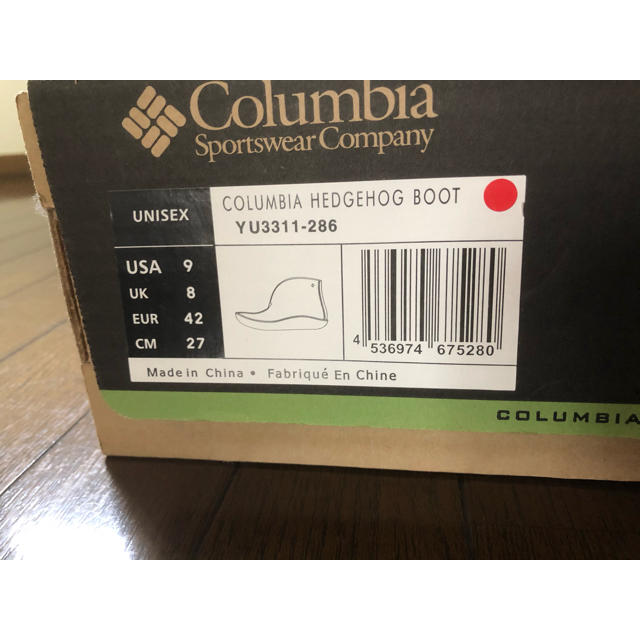 Columbia
Sportswear Company
UNISEX
COLUMBIA HEDGEHOG BOOT
YU3311-286
USA 9
UK 8
EUR 42
CM 27
4 536974 675280
Made in China • Fabriqué En Chine
COLUMBIA